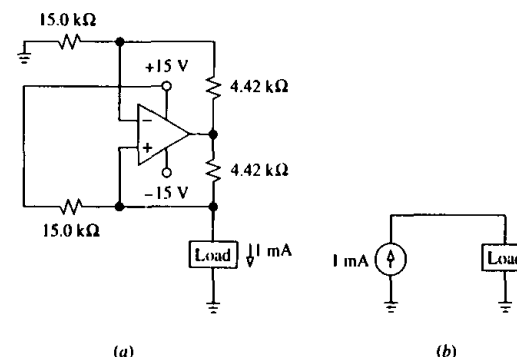 15.0 kΩ
+15 V
4.42 kΩ
−
+
4.42 kΩ
−15 V
15.0 kΩ
Load
1 mA
1 mA
Load
(a)
(b)